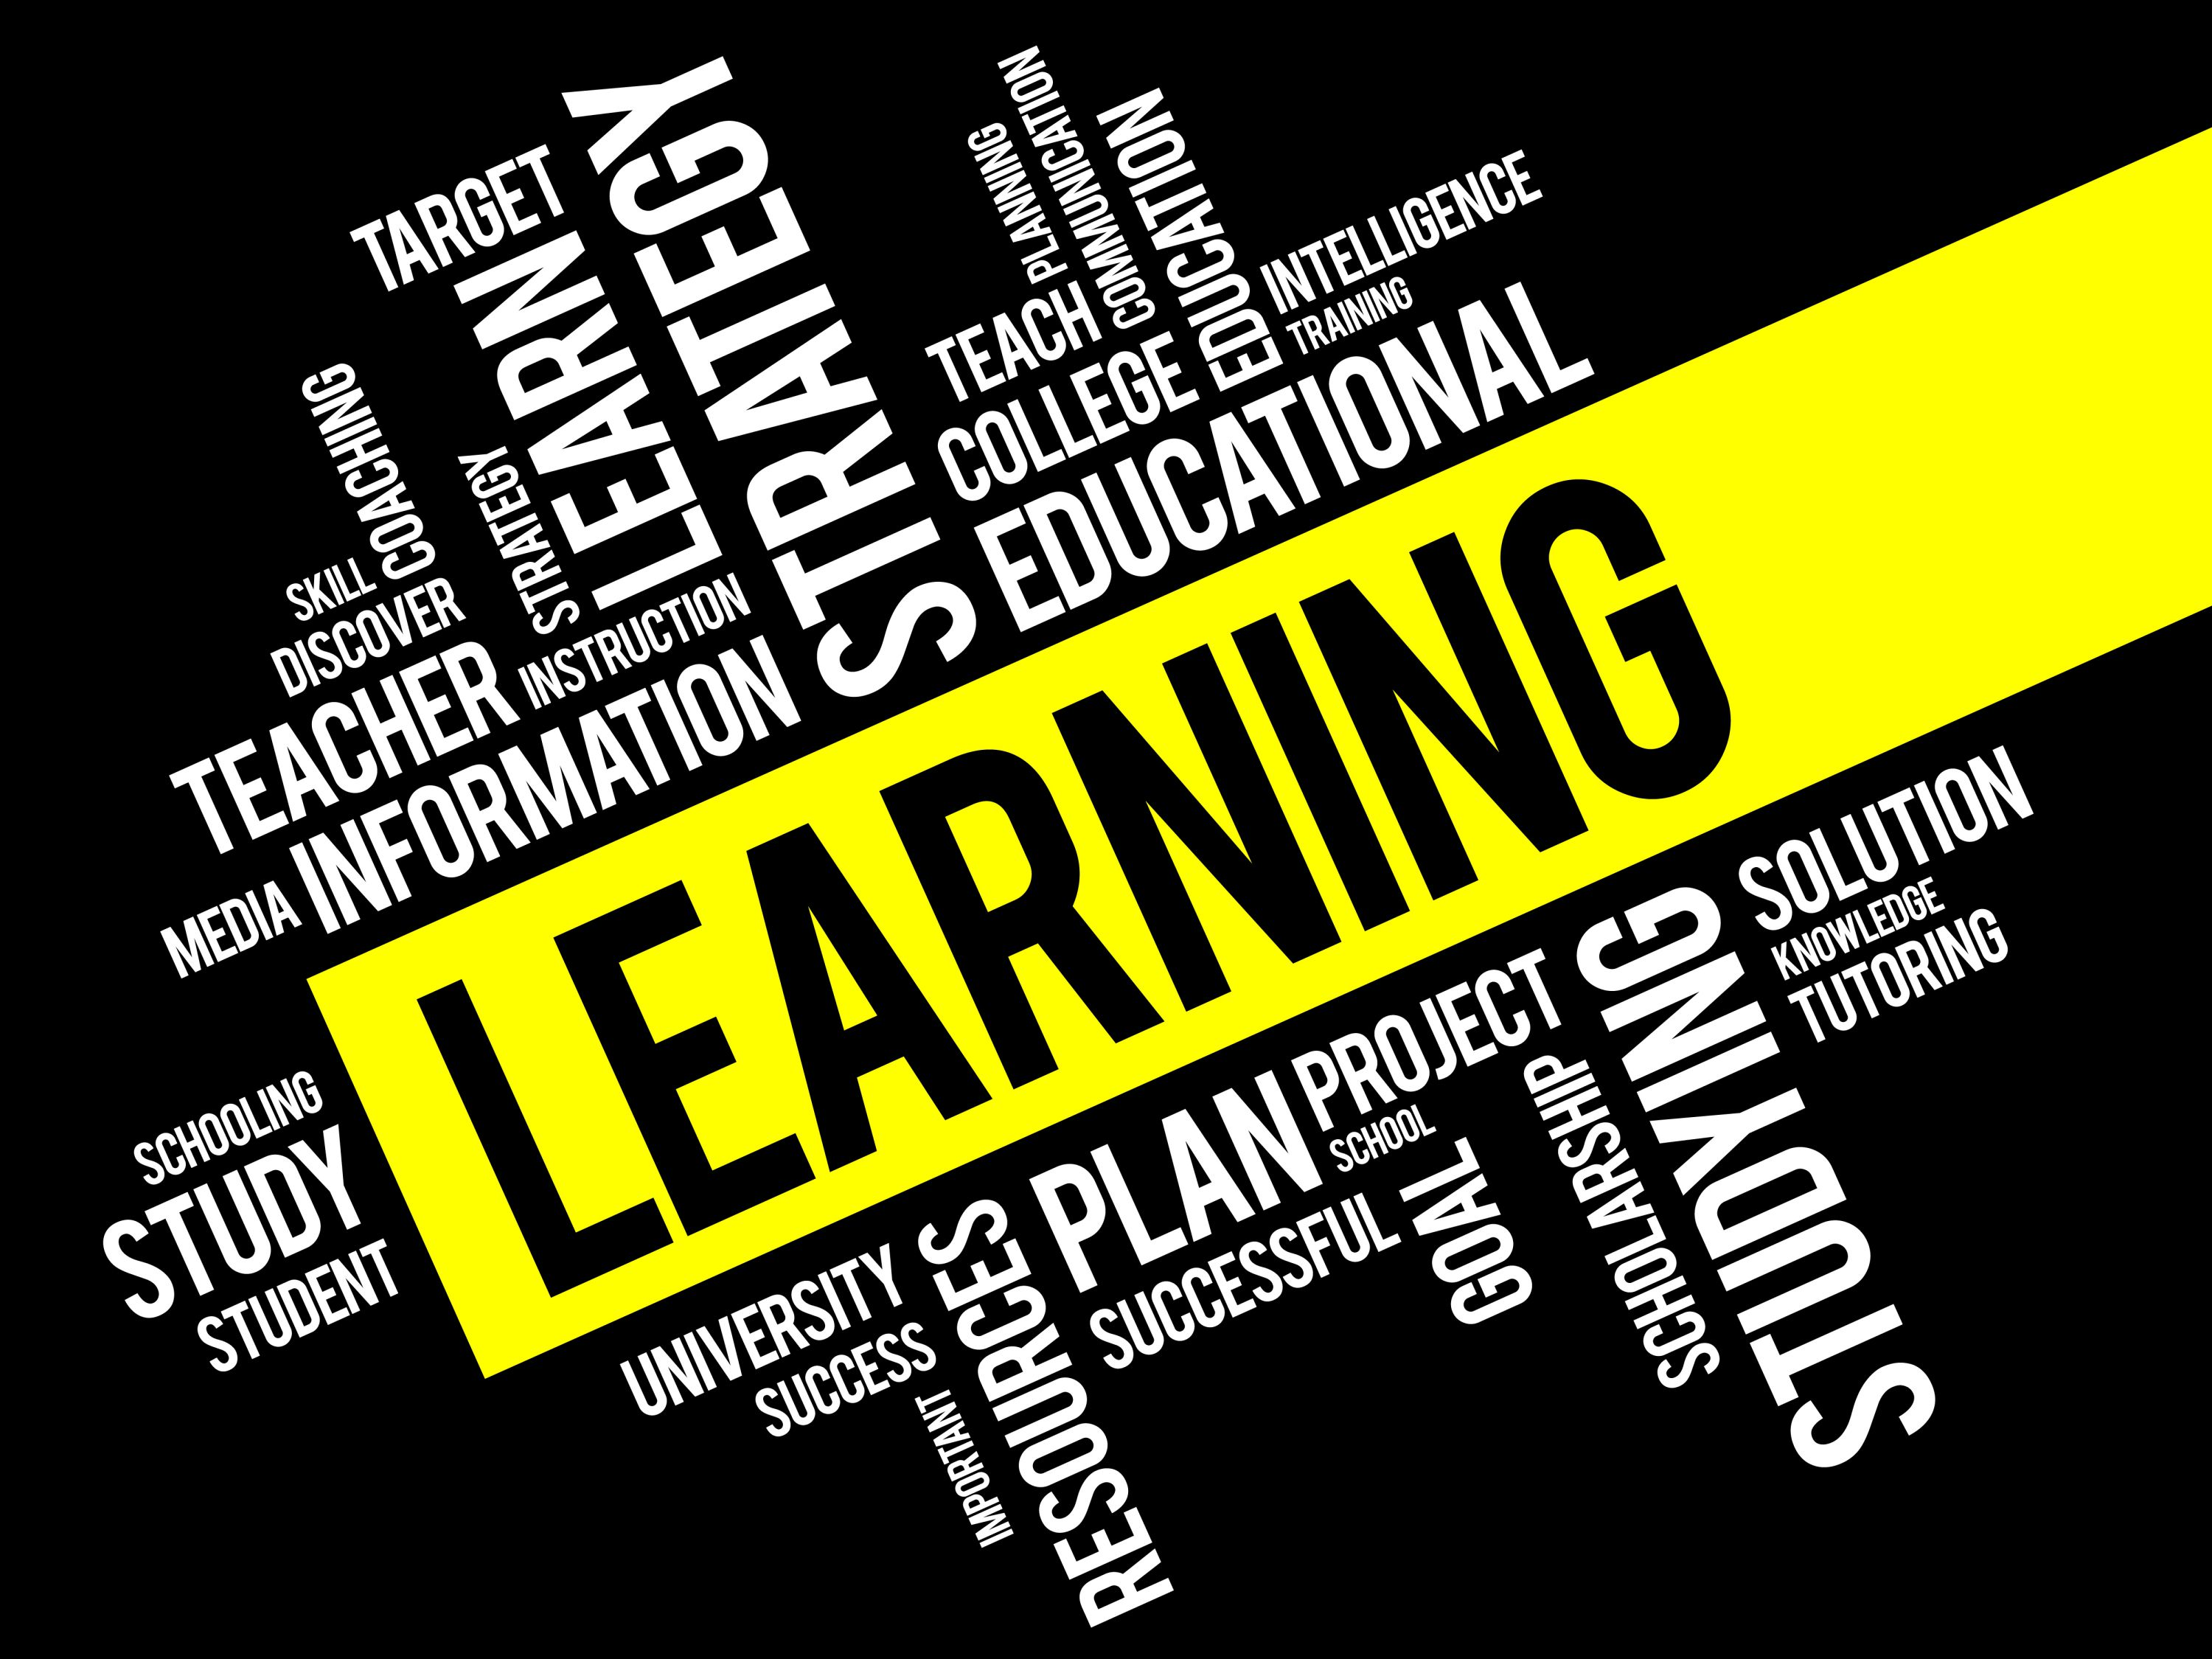 TARGET
LEARN
STRATEGY
PLANNING
COMMUNICATION
EDUCATION
TEACH
COLLEGE
INTELLIGENCE
TRAINING
EDUCATIONAL
COACHING
SKILL
DISCOVER
STRATEGY
TEACHER
INSTRUCTION
MEDIA
INFORMATION
LEARNING
SCHOOLING
STUDY
STUDENT
UNIVERSITY
SUCCESS
IMPORTANT
RESOURCES
PLAN
PROJECT
SCHOOL
SUCCESSFUL
GOAL
SCHOLARSHIP
STUDYING
SOLUTION
KNOWLEDGE
TUTORING